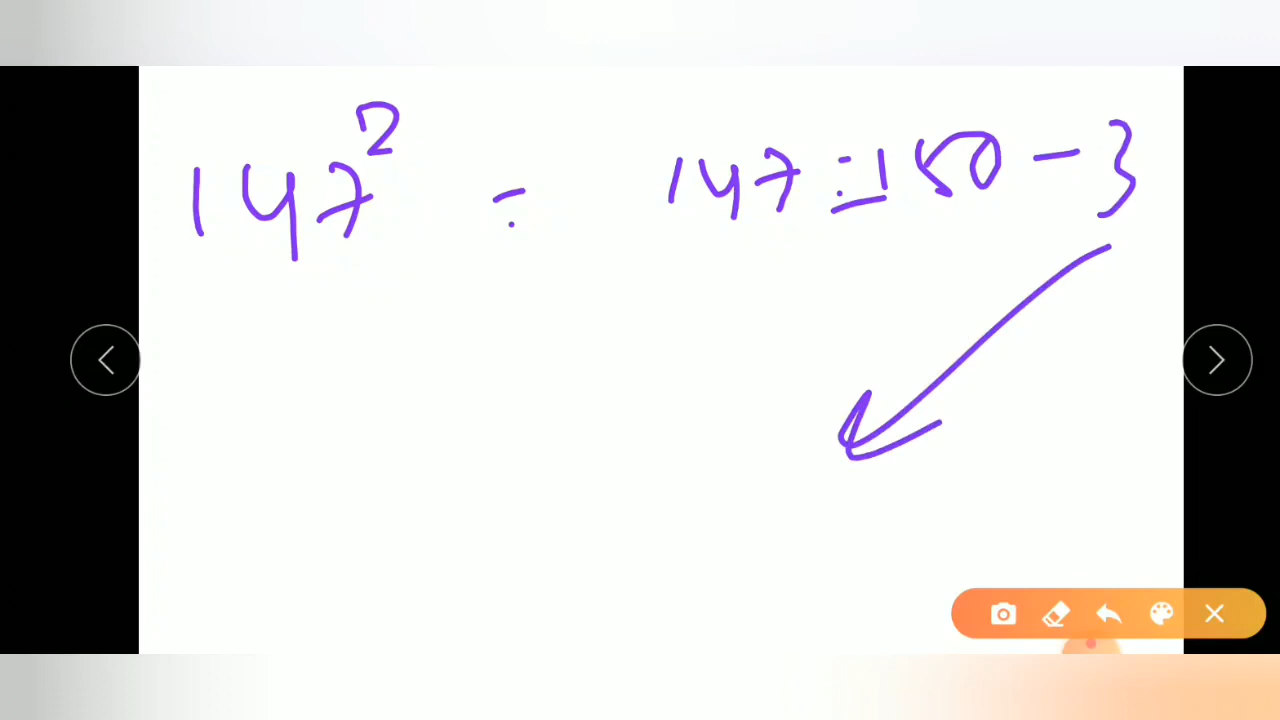 147² = 147 = 150 - 3